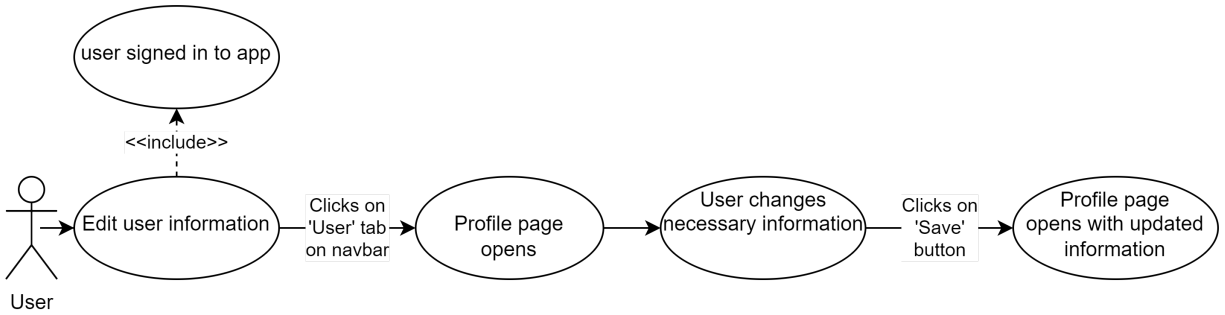 user signed in to app
<<include>>
User
Edit user information
Clicks on
'User' tab
on navbar
Profile page
opens
User changes
necessary information
Clicks on
'Save'
button
Profile page
opens with updated
information